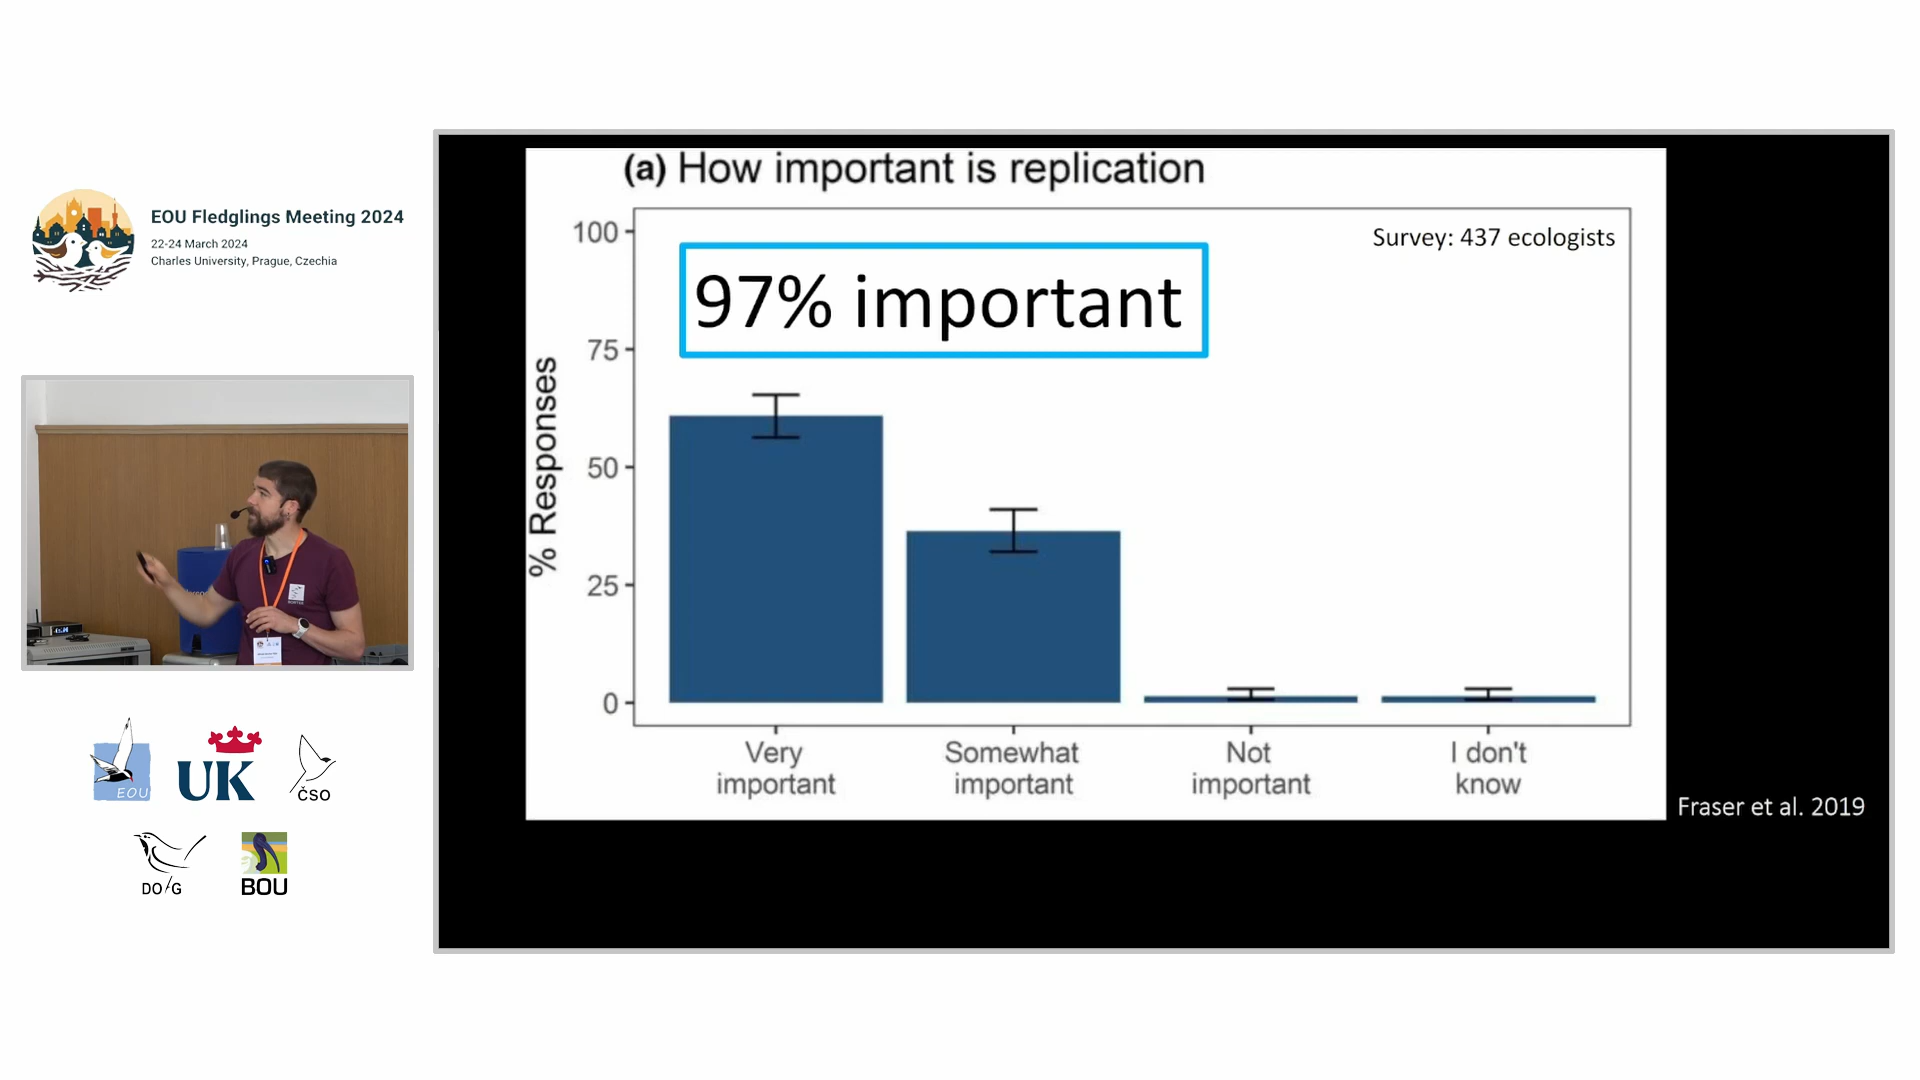 EOU Fledglings Meeting 2024
22-24 March 2024
Charles University, Prague, Czechia
EOU
UK
ČSO
DO/G
BOU
(a) How important is replication
Survey: 437 ecologists
97% important
% Responses
100
75
50
25
0
Very
important
Somewhat
important
Not
important
I don't
know
Fraser et al. 2019